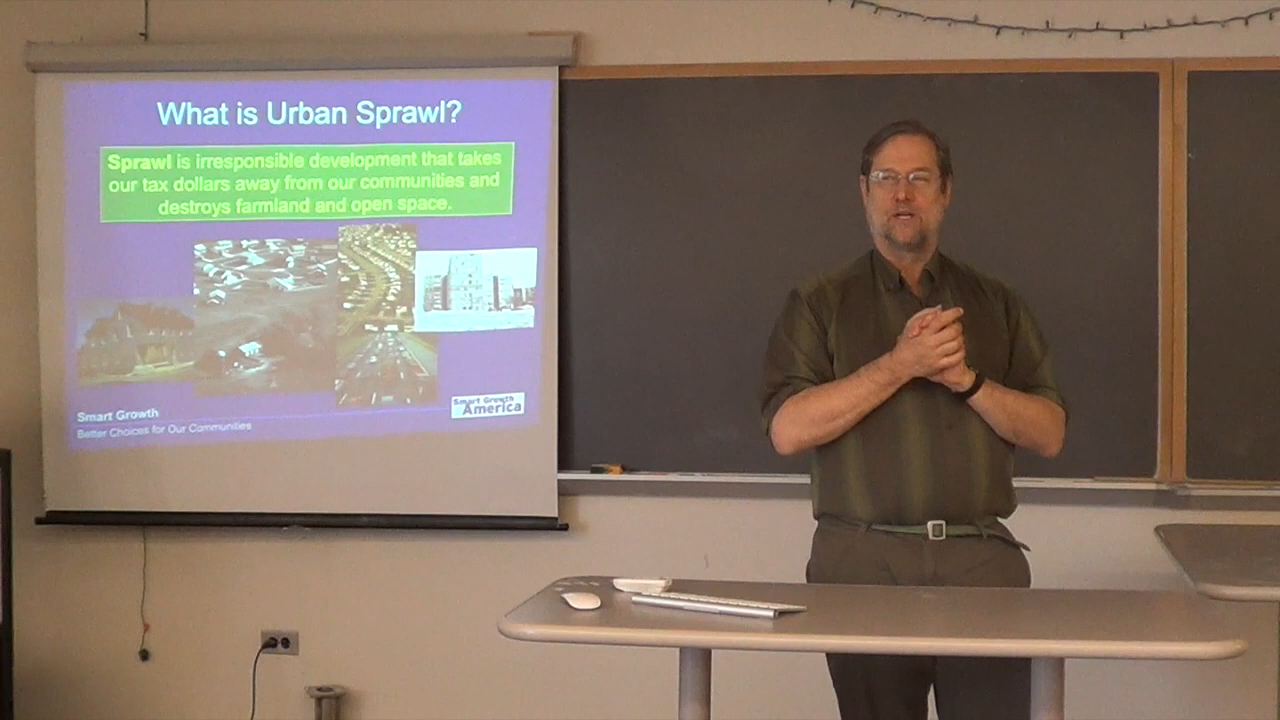 What is Urban Sprawl?
Sprawl is irresponsible development that takes
our tax dollars away from our communities and
destroys farmland and open space.
Smart Growth
Better Choices for Our Communities
Smart Growth
America